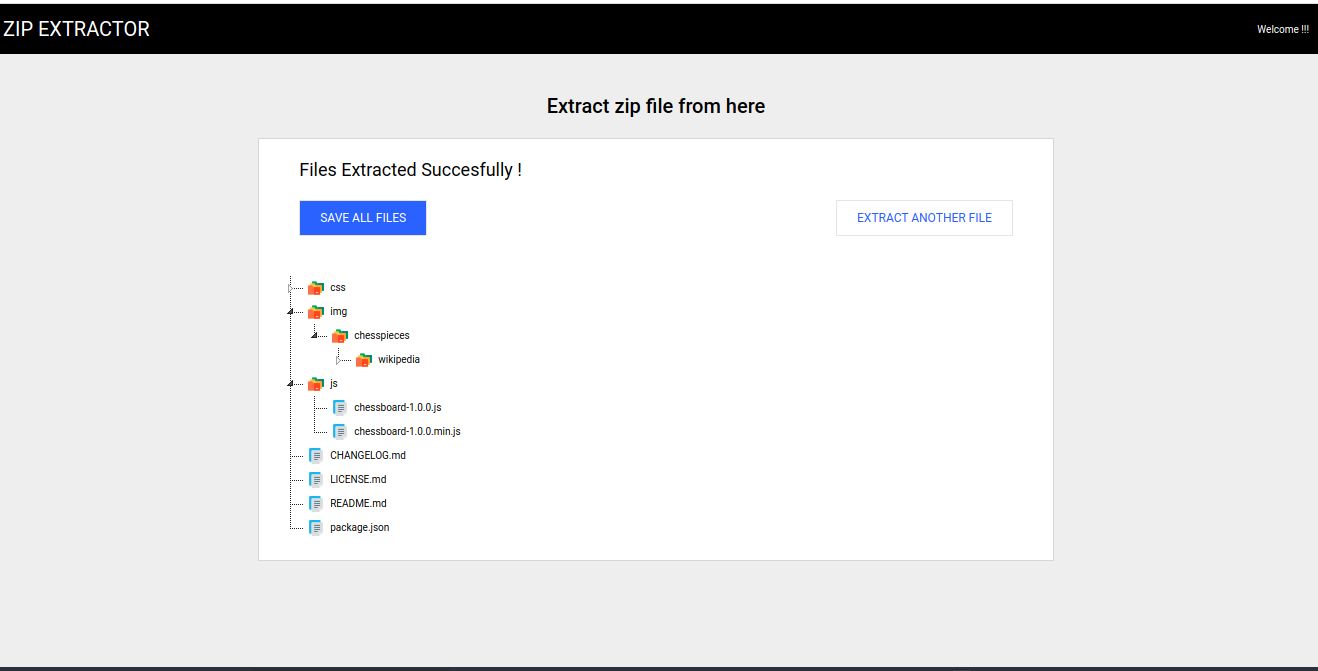 ZIP EXTRACTOR
Welcome !!!
Extract zip file from here
Files Extracted Succesfully !
SAVE ALL FILES
EXTRACT ANOTHER FILE
css
img
chesspieces
wikipedia
js
chessboard-1.0.0.js
chessboard-1.0.0.min.js
CHANGELOG.md
LICENSE.md
README.md
package.json